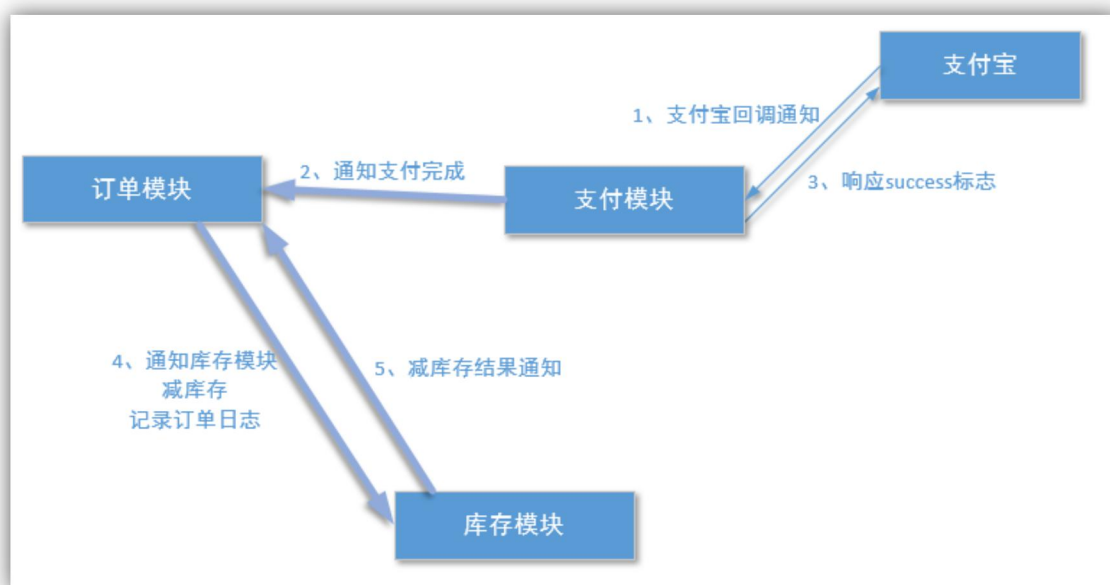 支付宝
1、支付宝回调通知
2、通知支付完成
订单模块
支付模块
3、响应success标志
4、通知库存模块
减库存
记录订单日志
5、减库存结果通知
库存模块